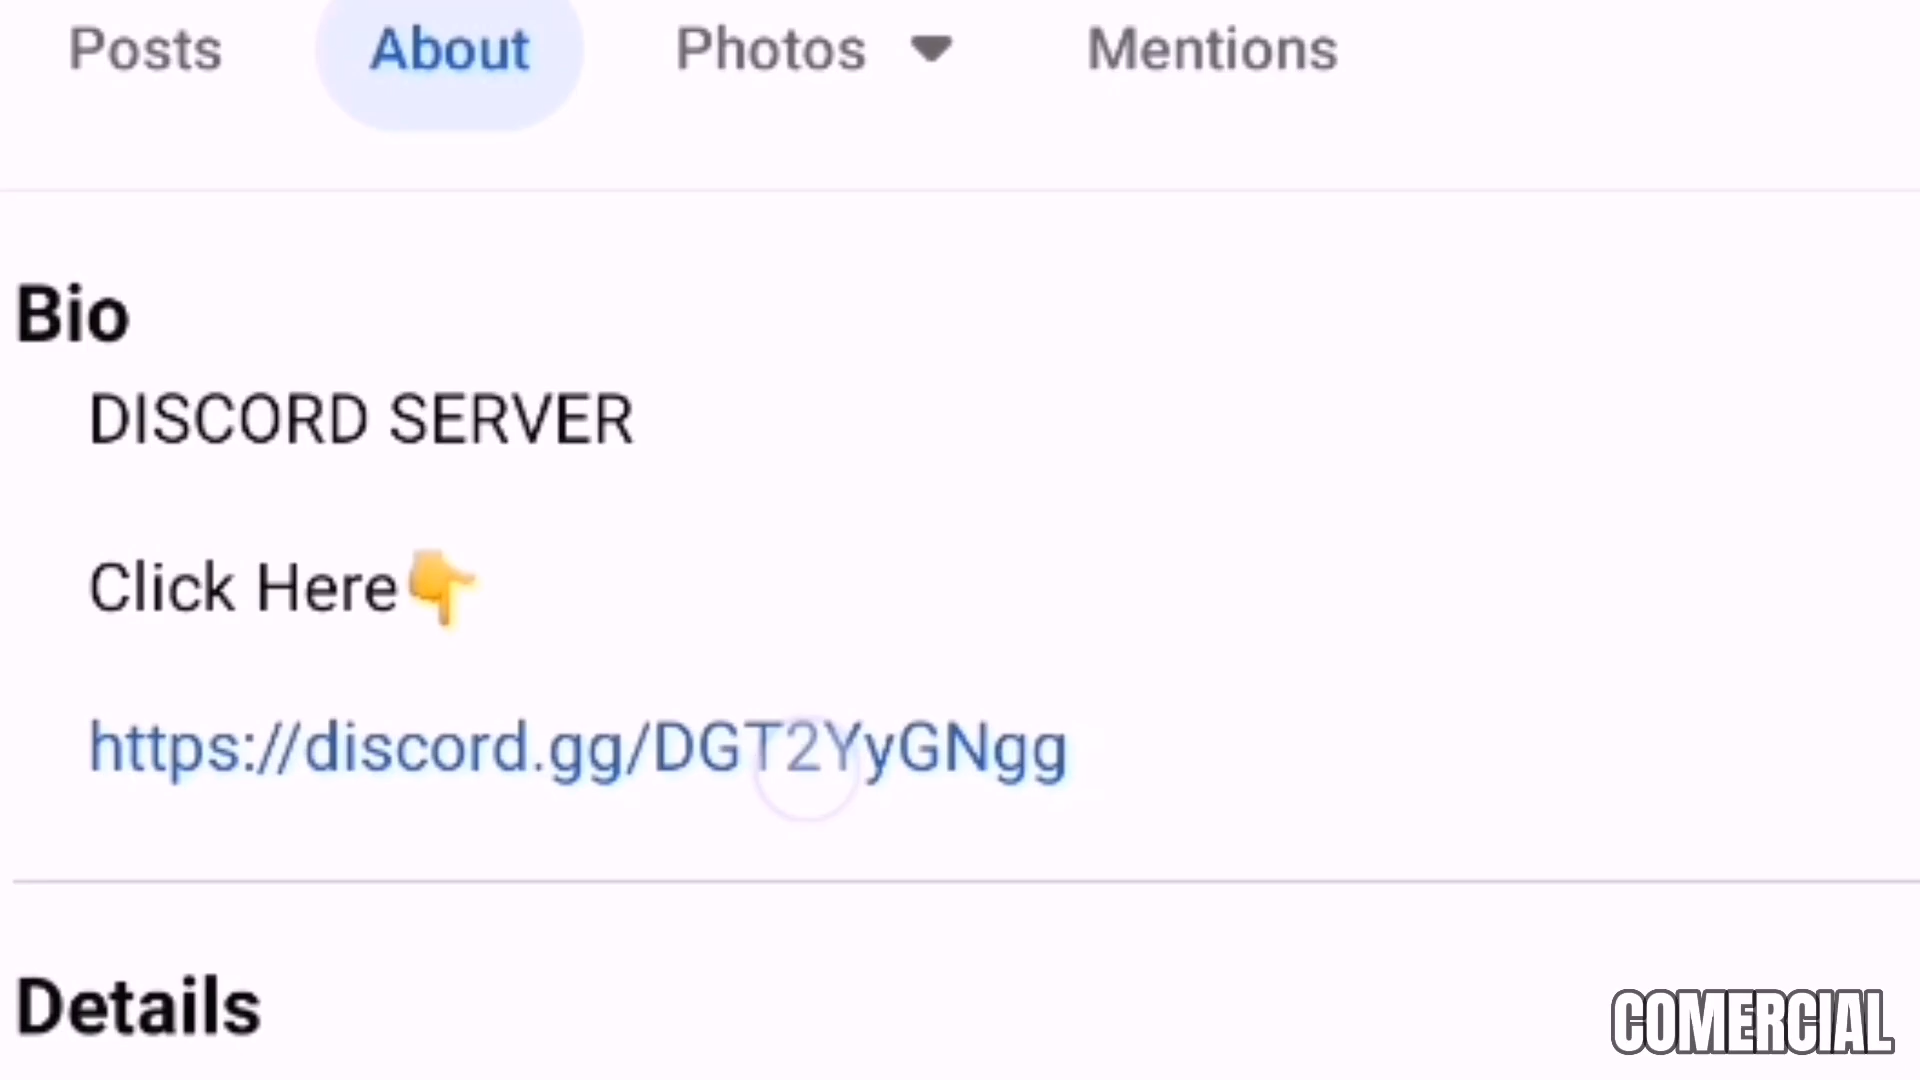 Posts About Photos Mentions
Bio
DISCORD SERVER
Click Here👇
https://discord.gg/DGT2YyGNgg
Details
COMERCIAL